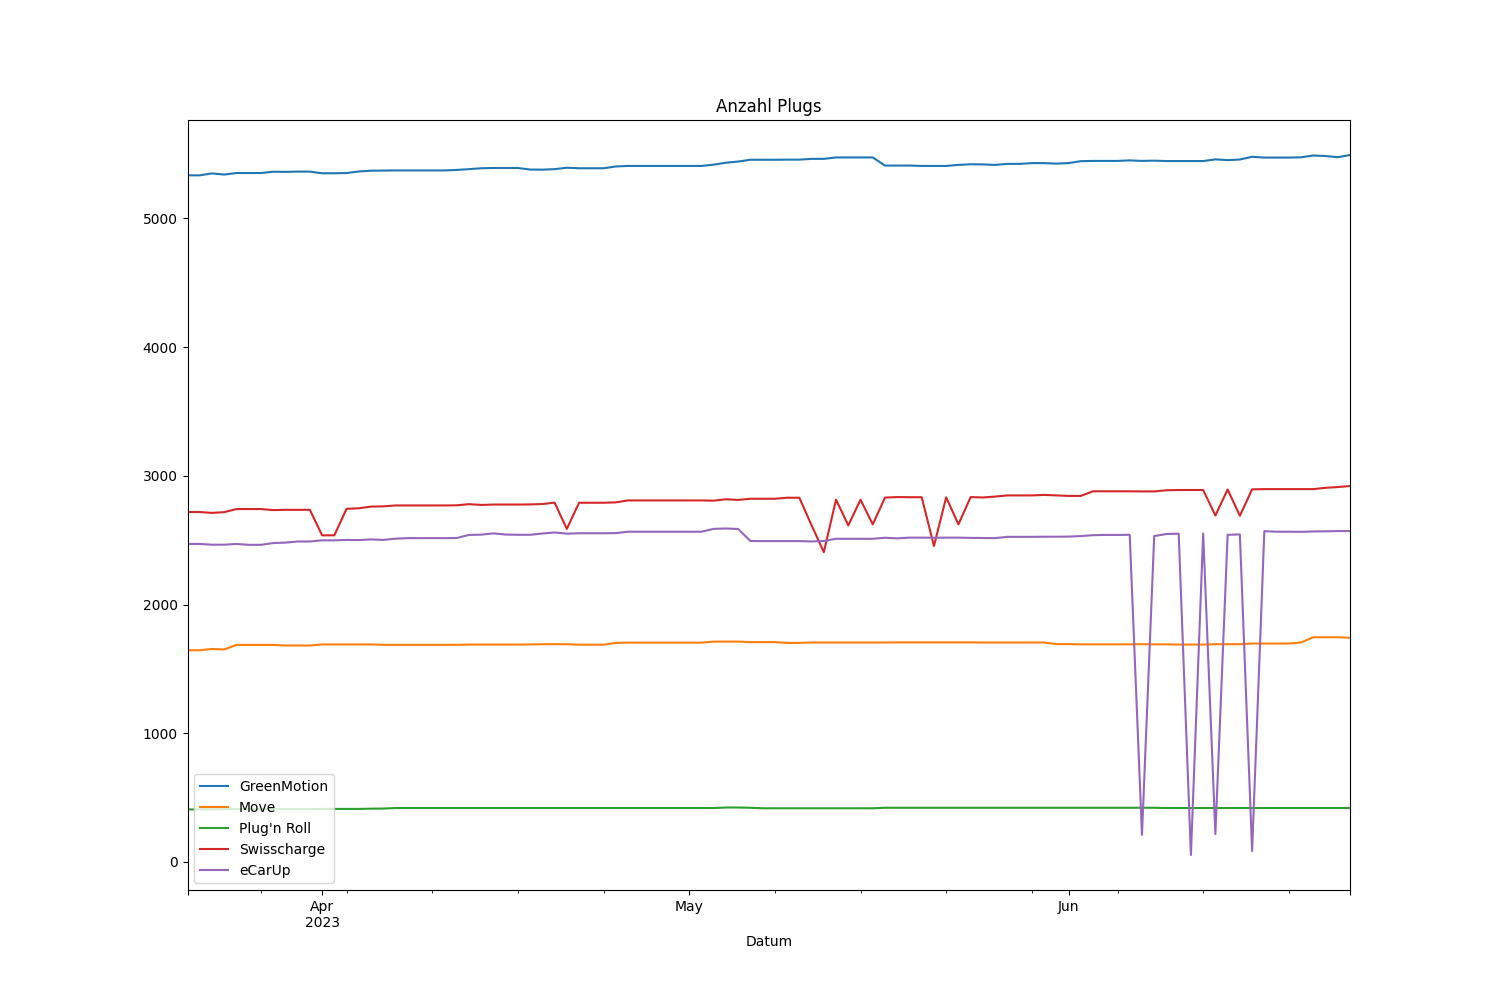 Anzahl Plugs
5000
4000
3000
2000
1000
0
GreenMotion
Move
Plug'n Roll
Swisscharge
eCarUp
Apr
2023
May
Jun
Datum